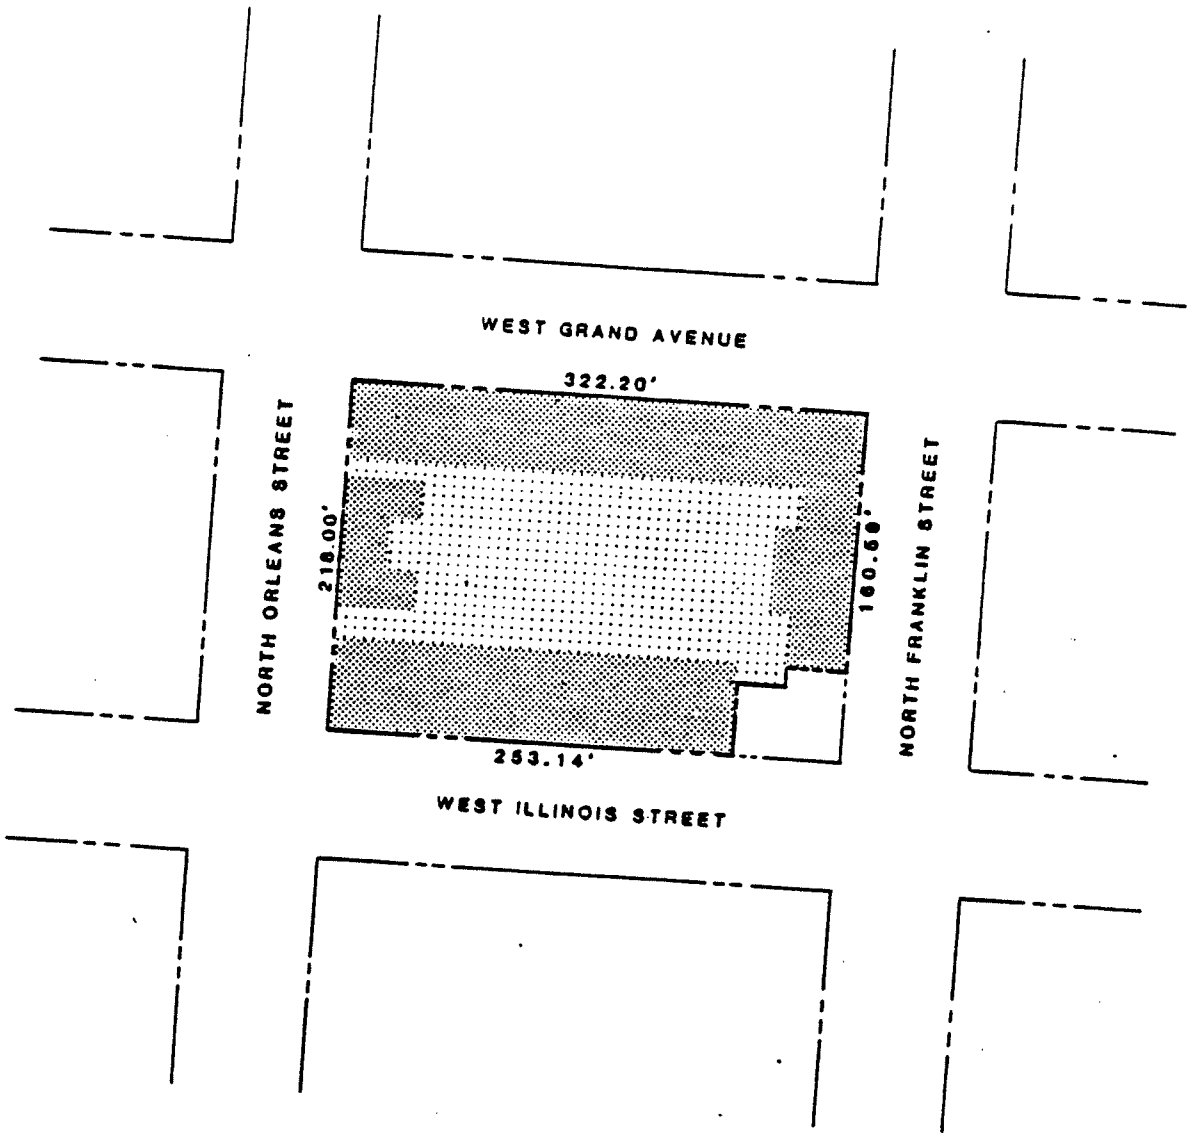 WEST GRAND AVENUE
322.20'
NORTH ORLEANS STREET
218.00'
160.68'
NORTH FRANKLIN STREET
253.14'
WEST ILLINOIS STREET